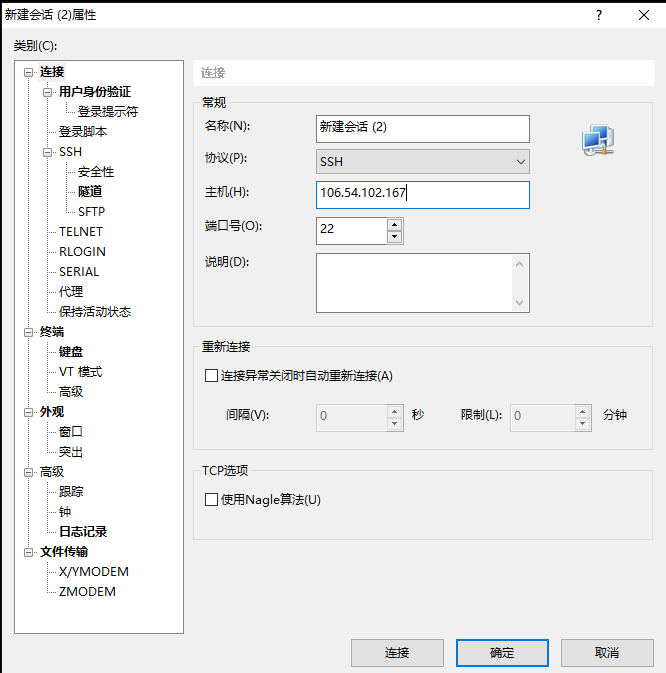 新建会话 (2)属性
?
类别(C):
连接
用户身份验证
登录提示符
登录脚本
SSH
安全性
隧道
SFTP
TELNET
RLOGIN
SERIAL
代理
保持活动状态
终端
键盘
VT 模式
高级
外观
窗口
突出
高级
跟踪
钟
日志记录
文件传输
X/YMODEM
ZMODEM
连接
常规
名称(N): 新建会话 (2)
协议(P): SSH
主机(H): 106.54.102.167
端口号(O): 22
说明(D):
重新连接
连接异常关闭时自动重新连接(A)
间隔(V): 0 秒 限制(L): 0 分钟
TCP选项
使用Nagle算法(U)
连接 确定 取消